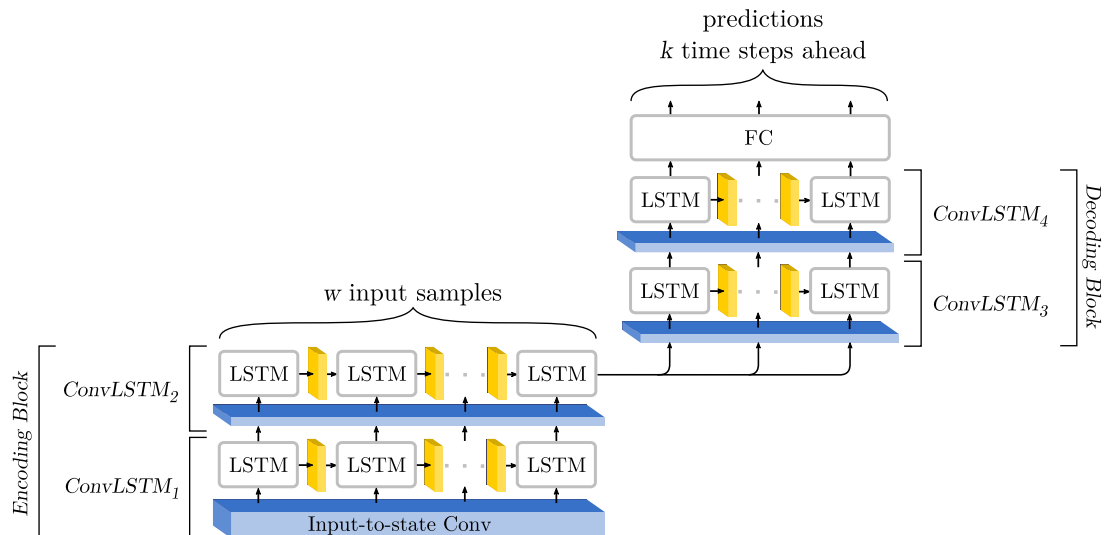 predictions
k time steps ahead
FC
LSTM · · · LSTM
ConvLSTM₄
LSTM · · · LSTM
ConvLSTM₃
Decoding Block
w input samples
LSTM LSTM · · · LSTM
ConvLSTM₂
LSTM LSTM · · · LSTM
ConvLSTM₁
Input-to-state Conv
Encoding Block